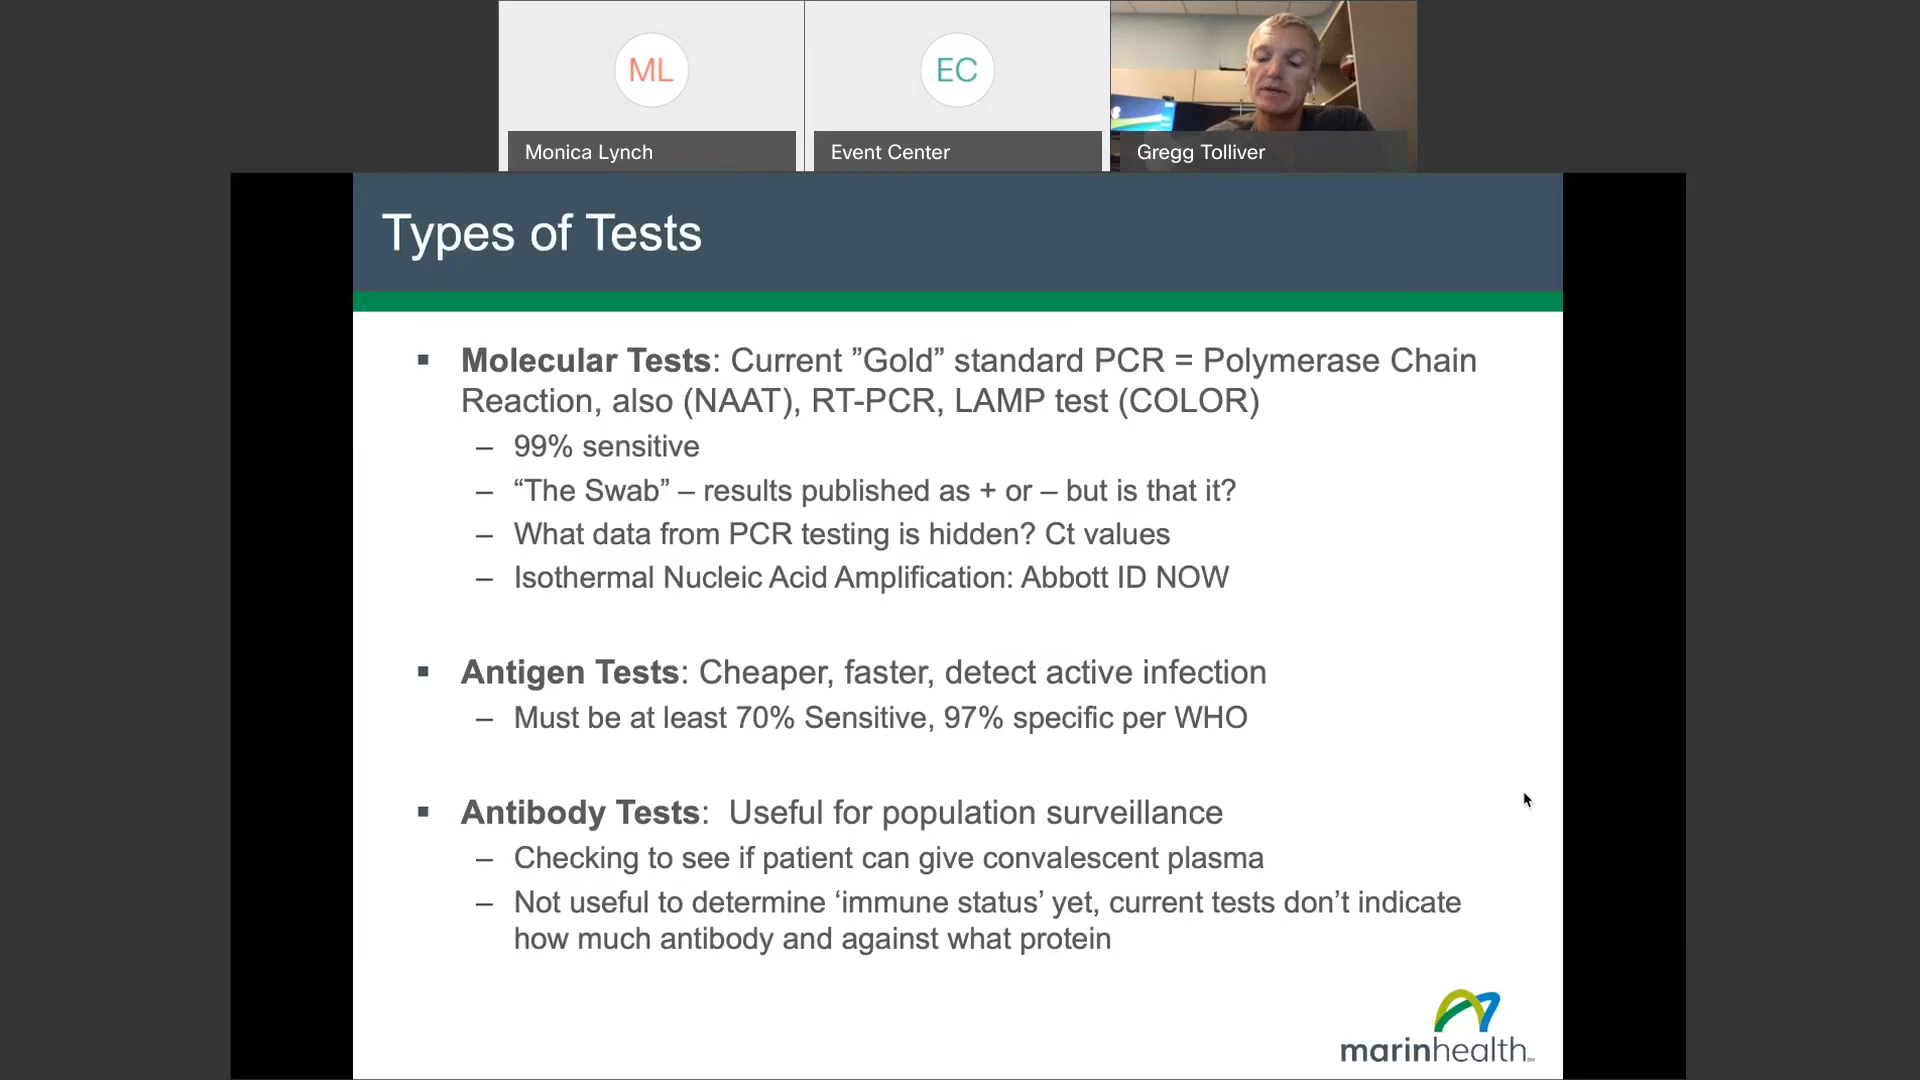 ML
EC
Monica Lynch
Event Center
Gregg Tolliver
Types of Tests
▪ Molecular Tests: Current ”Gold” standard PCR = Polymerase Chain
Reaction, also (NAAT), RT-PCR, LAMP test (COLOR)
– 99% sensitive
– “The Swab” – results published as + or – but is that it?
– What data from PCR testing is hidden? Ct values
– Isothermal Nucleic Acid Amplification: Abbott ID NOW
▪ Antigen Tests: Cheaper, faster, detect active infection
– Must be at least 70% Sensitive, 97% specific per WHO
▪ Antibody Tests:  Useful for population surveillance
– Checking to see if patient can give convalescent plasma
– Not useful to determine ‘immune status’ yet, current tests don’t indicate
how much antibody and against what protein
marinhealth℠